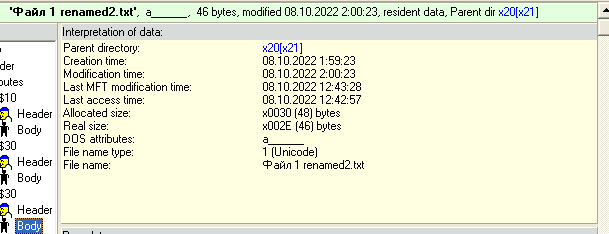 'Файл 1 renamed2.txt', a______, 46 bytes, modified 08.10.2022 2:00:23, resident data, Parent dir x20[x21]
Interpretation of data:
Parent directory: x20[x21]
Creation time: 08.10.2022 1:59:23
Modification time: 08.10.2022 2:00:23
Last MFT modification time: 08.10.2022 12:43:28
Last access time: 08.10.2022 12:42:57
Allocated size: x0030 (48) bytes
Real size: x002E (46) bytes
DOS attributes: a______
File name type: 1 (Unicode)
File name: Файл 1 renamed2.txt
$10
Header
Body
$30
Header
Body
$30
Header
Body